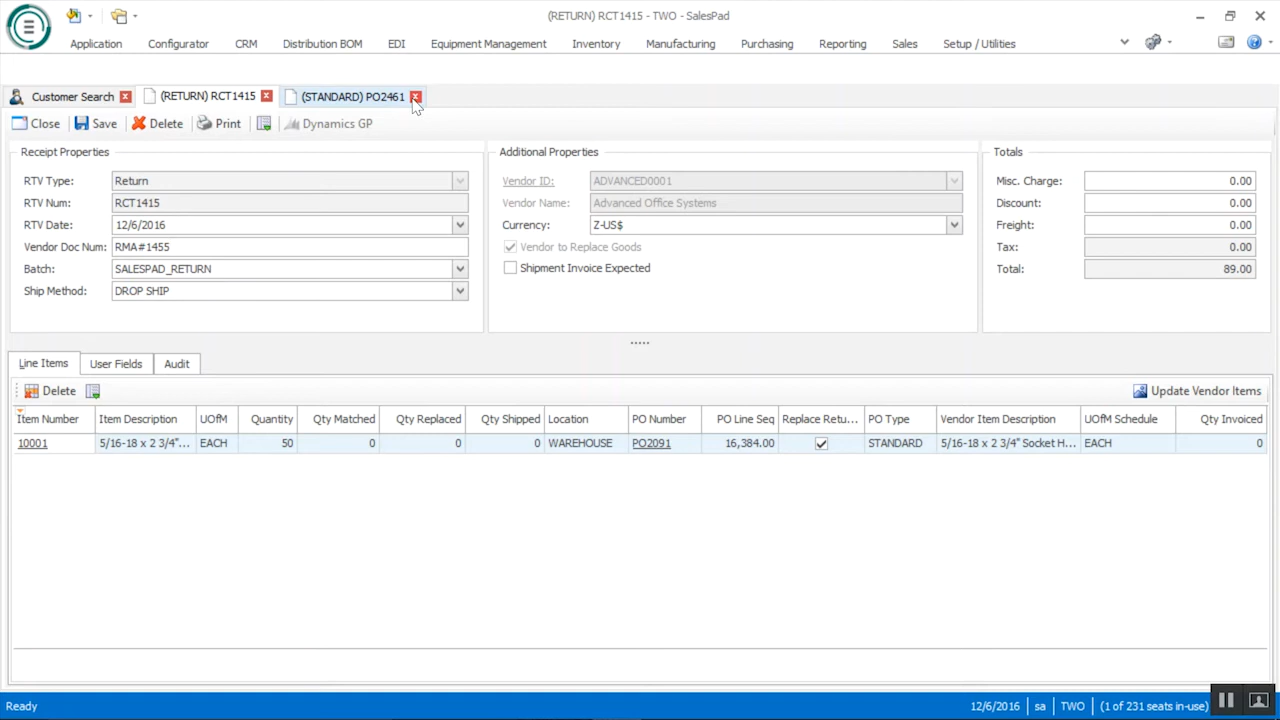 (RETURN) RCT1415 - TWO - SalesPad
Application Configurator CRM Distribution BOM EDI Equipment Management Inventory Manufacturing Purchasing Reporting Sales Setup / Utilities
Customer Search (RETURN) RCT1415 (STANDARD) PO2461
Close Save Delete Print Dynamics GP
Receipt Properties
RTV Type: Return
RTV Num: RCT1415
RTV Date: 12/6/2016
Vendor Doc Num: RMA#1455
Batch: SALESPAD_RETURN
Ship Method: DROP SHIP
Additional Properties
Vendor ID: ADVANCED0001
Vendor Name: Advanced Office Systems
Currency: Z-US$
Vendor to Replace Goods
Shipment Invoice Expected
Totals
Misc. Charge: 0.00
Discount: 0.00
Freight: 0.00
Tax: 0.00
Total: 89.00
Line Items User Fields Audit
Delete Update Vendor Items
Item Number Item Description UOfM Quantity Qty Matched Qty Replaced Qty Shipped Location PO Number PO Line Seq Replace Retu... PO Type Vendor Item Description UOfM Schedule Qty Invoiced
10001 5/16-18 x 2 3/4"... EACH 50 0 0 0 WAREHOUSE PO2091 16,384.00 STANDARD 5/16-18 x 2 3/4" Socket H... EACH 0
Ready 12/6/2016 sa TWO (1 of 231 seats in-use)